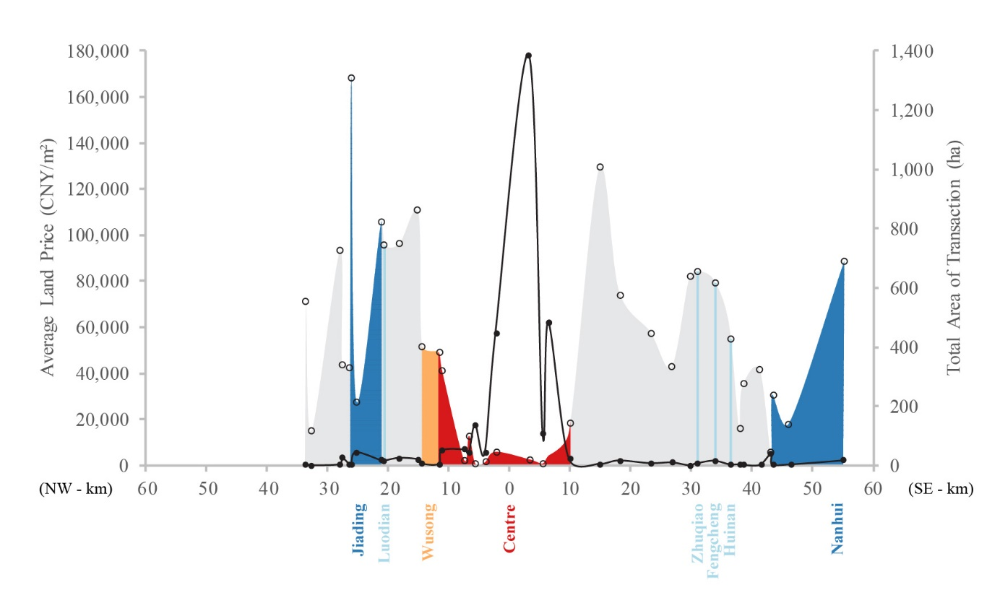 180,000
160,000
140,000
120,000
100,000
80,000
60,000
40,000
20,000
0
Average Land Price (CNY/m²)
1,400
1,200
1,000
800
600
400
200
0
Total Area of Transaction (ha)
(NW - km) 60 50 40 30 20 10 0 10 20 30 40 50 60 (SE - km)
Jiading
Luodian
Wusong
Centre
Zhuqiao
Fengcheng
Huinan
Nanhui